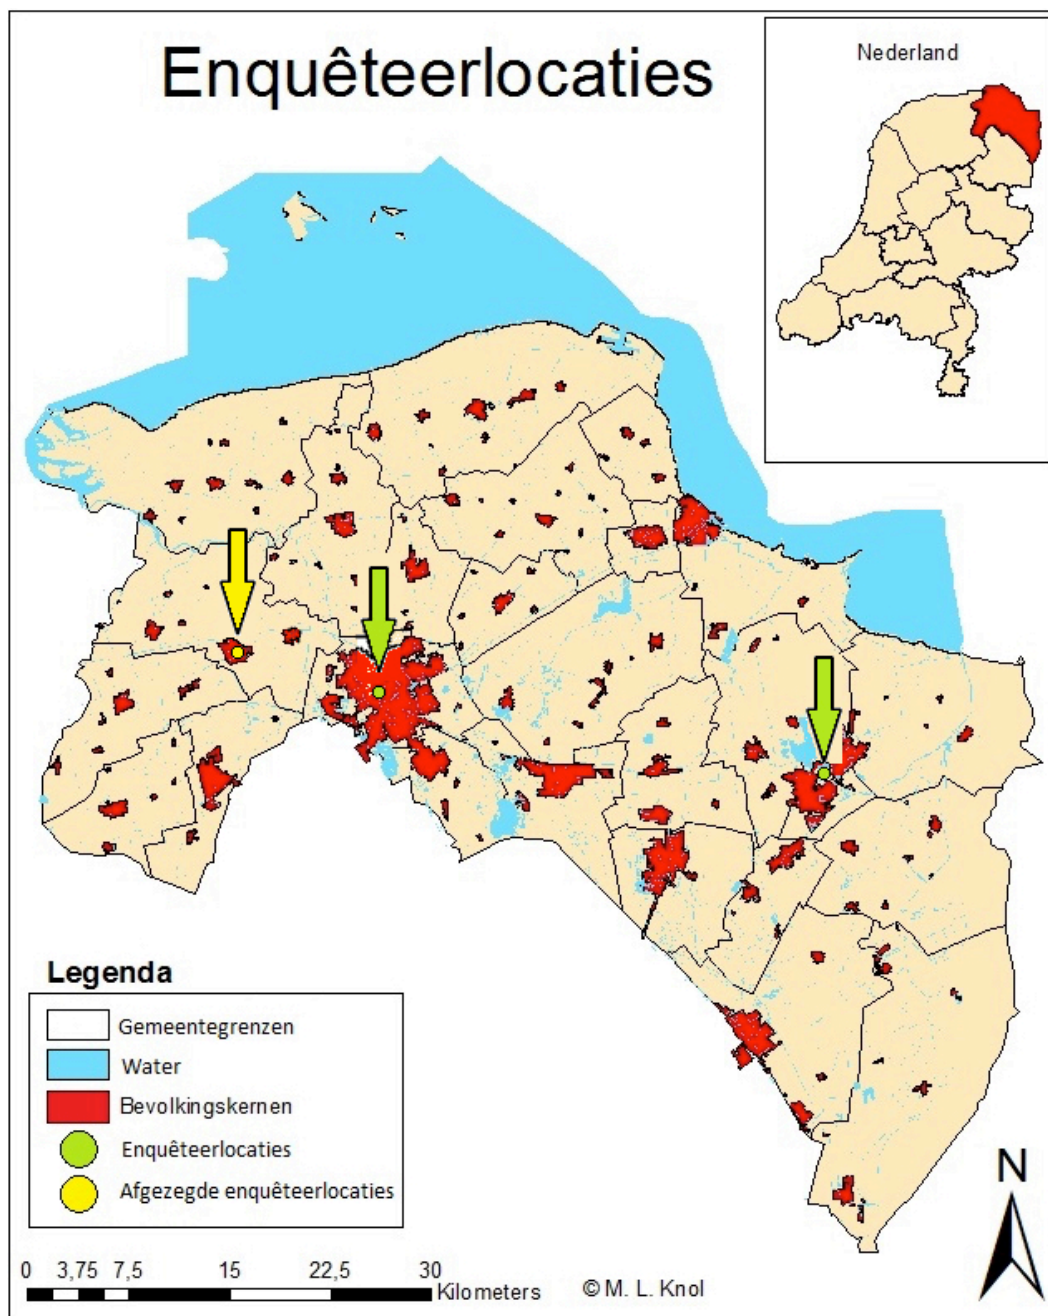 Enquêteerlocaties
Nederland
Legenda
Gemeentegrenzen
Water
Bevolkingskernen
Enquêteerlocaties
Afgezegde enquêteerlocaties
N
0 3,75 7,5 15 22,5 30
Kilometers
© M. L. Knol